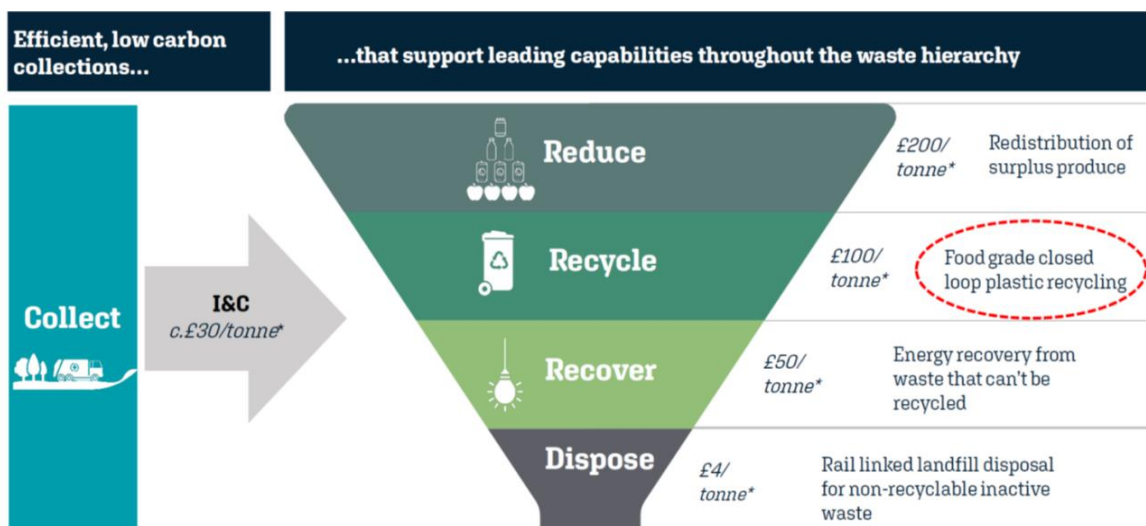 Efficient, low carbon
collections...
...that support leading capabilities throughout the waste hierarchy
Collect
I&C
c.£30/tonne*
Reduce
£200/
tonne*
Redistribution of
surplus produce
Recycle
£100/
tonne*
Food grade closed
loop plastic recycling
Recover
£50/
tonne*
Energy recovery from
waste that can't be
recycled
Dispose
£4/
tonne*
Rail linked landfill disposal
for non-recyclable inactive
waste